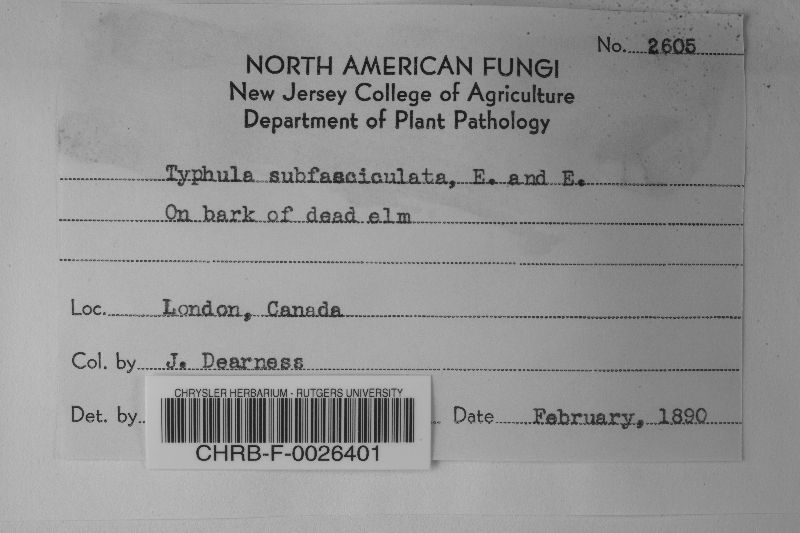 No. 2605
NORTH AMERICAN FUNGI
New Jersey College of Agriculture
Department of Plant Pathology
Typhula subfasciculata, E. and E.
On bark of dead elm
Loc. London, Canada
Col. by J. Dearness
Det. by
Date February, 1890
CHRYSLER HERBARIUM - RUTGERS UNIVERSITY
CHRB-F-0026401